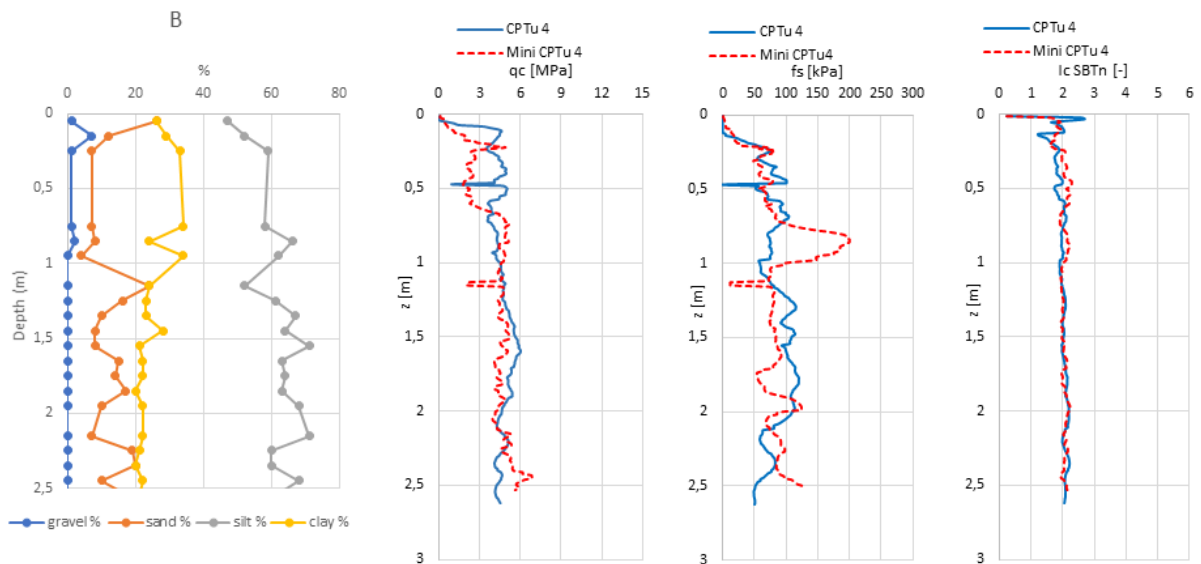 B
%
0 20 40 60 80
0
0,5
1
1,5
2
2,5
Depth (m)
gravel % sand % silt % clay %
CPTu 4
Mini CPTu 4
qc [MPa]
0 3 6 9 12 15
0
0,5
1
1,5
2
2,5
3
z [m]
CPTu 4
Mini CPTu4
fs [kPa]
0 50 100 150 200 250 300
0
0,5
1
1,5
2
2,5
3
z [m]
CPTu 4
Mini CPTu 4
Ic SBTn [-]
0 1 2 3 4 5 6
0
0,5
1
1,5
2
2,5
3
z [m]